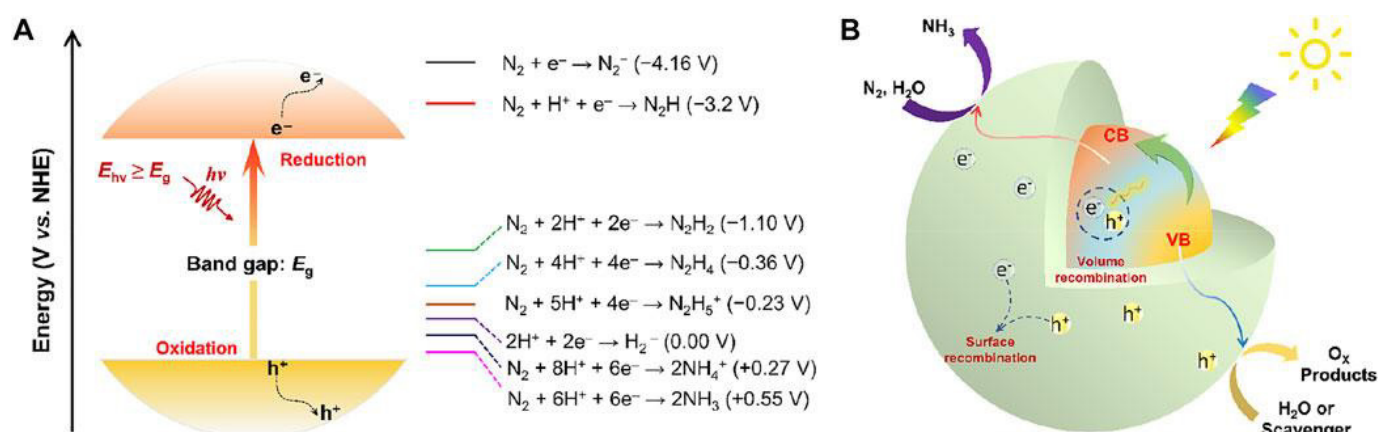 A
Energy (V vs. NHE)
e⁻
e⁻
Reduction
E_hv ≥ E_g
hv
Band gap: E_g
Oxidation
h⁺
h⁺
N₂ + e⁻ → N₂⁻ (−4.16 V)
N₂ + H⁺ + e⁻ → N₂H (−3.2 V)
N₂ + 2H⁺ + 2e⁻ → N₂H₂ (−1.10 V)
N₂ + 4H⁺ + 4e⁻ → N₂H₄ (−0.36 V)
N₂ + 5H⁺ + 4e⁻ → N₂H₅⁺ (−0.23 V)
2H⁺ + 2e⁻ → H₂⁻ (0.00 V)
N₂ + 8H⁺ + 6e⁻ → 2NH₄⁺ (+0.27 V)
N₂ + 6H⁺ + 6e⁻ → 2NH₃ (+0.55 V)
B
NH₃
N₂, H₂O
CB
e⁻
e⁻
e⁻
h⁺
VB
Volume
recombination
e⁻
h⁺
h⁺
h⁺
Surface
recombination
Oₓ
Products
H₂O or
Scavenger